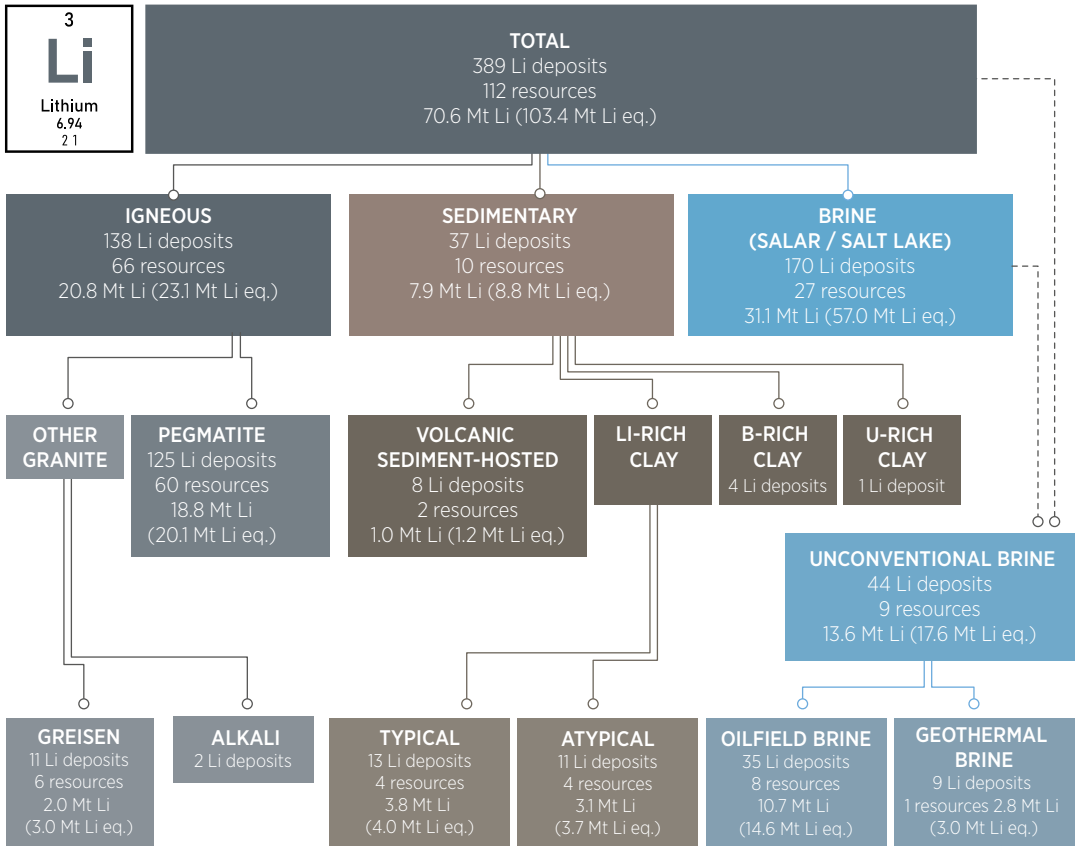 3
Li
Lithium
6.94
2 1
TOTAL
389 Li deposits
112 resources
70.6 Mt Li (103.4 Mt Li eq.)
IGNEOUS
138 Li deposits
66 resources
20.8 Mt Li (23.1 Mt Li eq.)
SEDIMENTARY
37 Li deposits
10 resources
7.9 Mt Li (8.8 Mt Li eq.)
BRINE
(SALAR / SALT LAKE)
170 Li deposits
27 resources
31.1 Mt Li (57.0 Mt Li eq.)
OTHER
GRANITE
PEGMATITE
125 Li deposits
60 resources
18.8 Mt Li
(20.1 Mt Li eq.)
VOLCANIC
SEDIMENT-HOSTED
8 Li deposits
2 resources
1.0 Mt Li (1.2 Mt Li eq.)
LI-RICH
CLAY
B-RICH
CLAY
4 Li deposits
U-RICH
CLAY
1 Li deposit
UNCONVENTIONAL BRINE
44 Li deposits
9 resources
13.6 Mt Li (17.6 Mt Li eq.)
GREISEN
11 Li deposits
6 resources
2.0 Mt Li
(3.0 Mt Li eq.)
ALKALI
2 Li deposits
TYPICAL
13 Li deposits
4 resources
3.8 Mt Li
(4.0 Mt Li eq.)
ATYPICAL
11 Li deposits
4 resources
3.1 Mt Li
(3.7 Mt Li eq.)
OILFIELD BRINE
35 Li deposits
8 resources
10.7 Mt Li
(14.6 Mt Li eq.)
GEOTHERMAL
BRINE
9 Li deposits
1 resources 2.8 Mt Li
(3.0 Mt Li eq.)